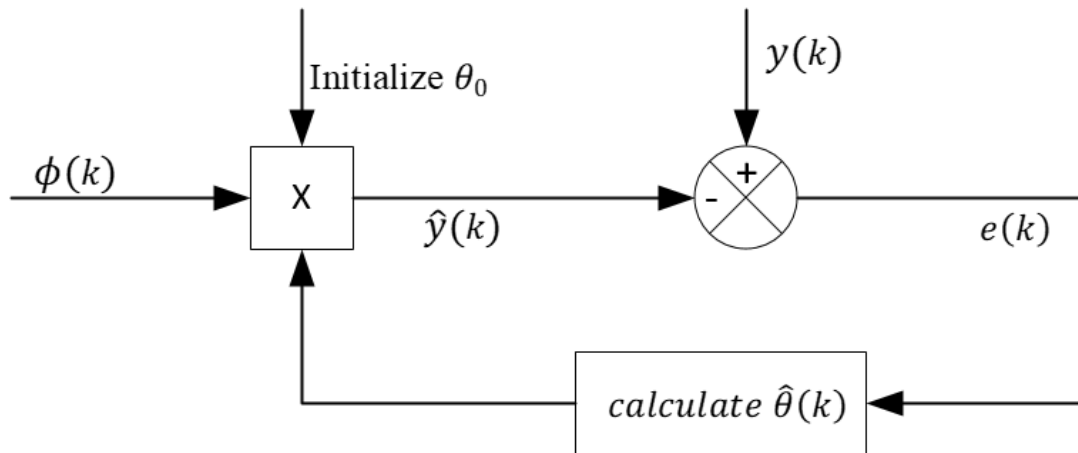 Initialize θ₀
y(k)
ϕ(k)
X
+
-
ŷ(k)
e(k)
calculate θ̂(k)